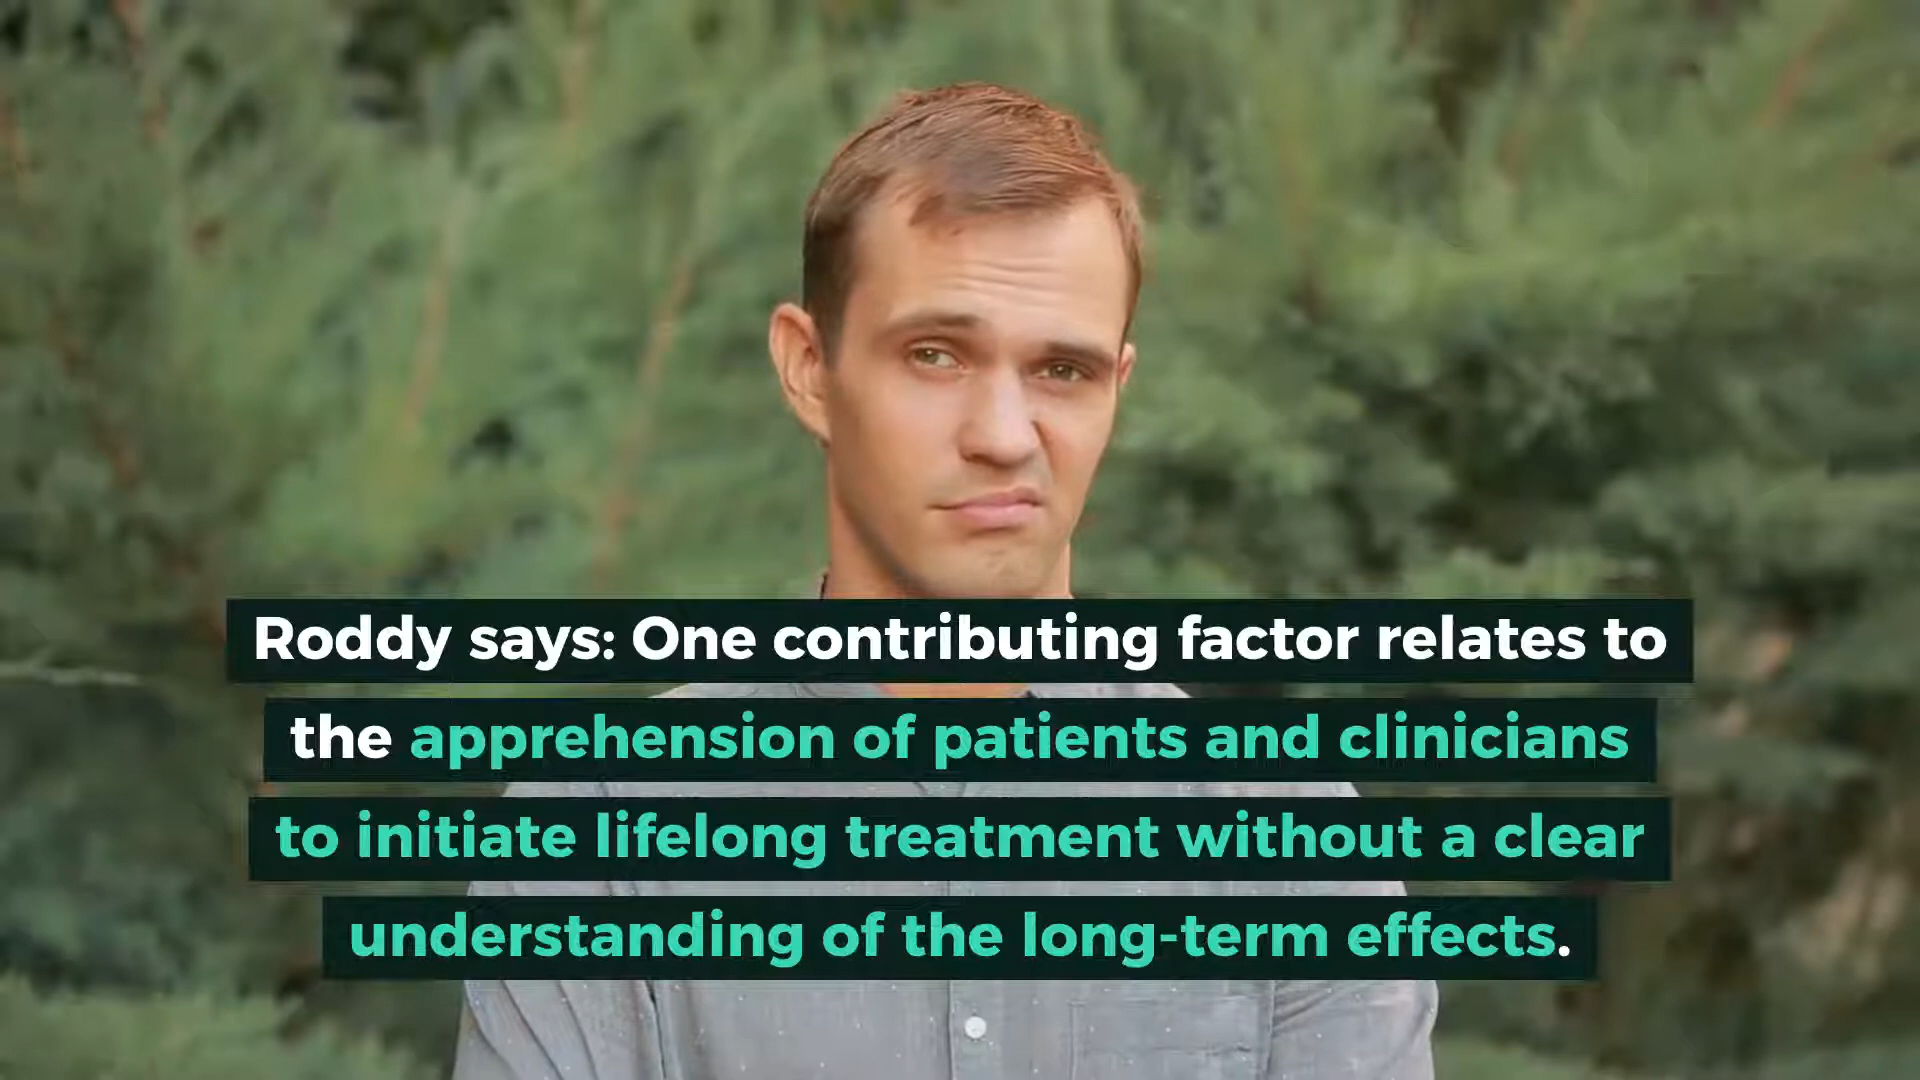 Roddy says: One contributing factor relates to
the apprehension of patients and clinicians
to initiate lifelong treatment without a clear
understanding of the long-term effects.